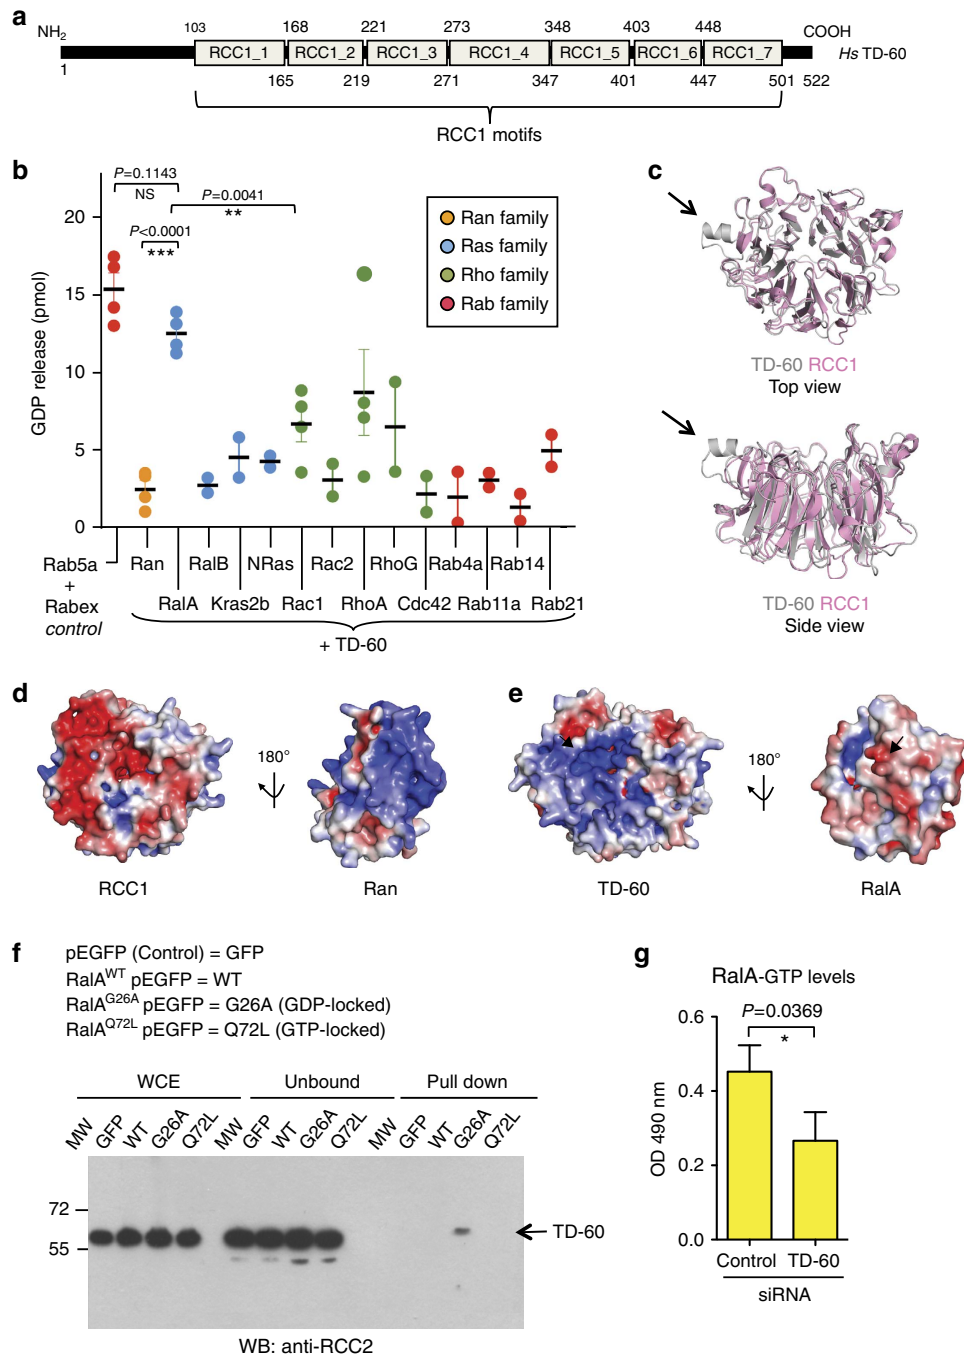 a
NH2
103 168 221 273 348 403 448 COOH
RCC1_1 RCC1_2 RCC1_3 RCC1_4 RCC1_5 RCC1_6 RCC1_7
Hs TD-60
1 165 219 271 347 401 447 501 522
RCC1 motifs
b
P=0.1143
NS
P=0.0041
**
P<0.0001
***
Ran family
Ras family
Rho family
Rab family
GDP release (pmol)
20
15
10
5
0
Rab5a + Rabex control
Ran RalB NRas Rac2 RhoG Rab4a Rab14
RalA Kras2b Rac1 RhoA Cdc42 Rab11a Rab21
+ TD-60
c
TD-60 RCC1
Top view
TD-60 RCC1
Side view
d
180°
RCC1 Ran
e
180°
TD-60 RalA
f
pEGFP (Control) = GFP
RalA^WT pEGFP = WT
RalA^G26A pEGFP = G26A (GDP-locked)
RalA^Q72L pEGFP = Q72L (GTP-locked)
WCE Unbound Pull down
MW GFP WT G26A Q72L MW GFP WT G26A Q72L MW GFP WT G26A Q72L
72
55
TD-60
WB: anti-RCC2
g
RalA-GTP levels
P=0.0369
*
OD 490 nm
0.6
0.4
0.2
0.0
Control TD-60
siRNA